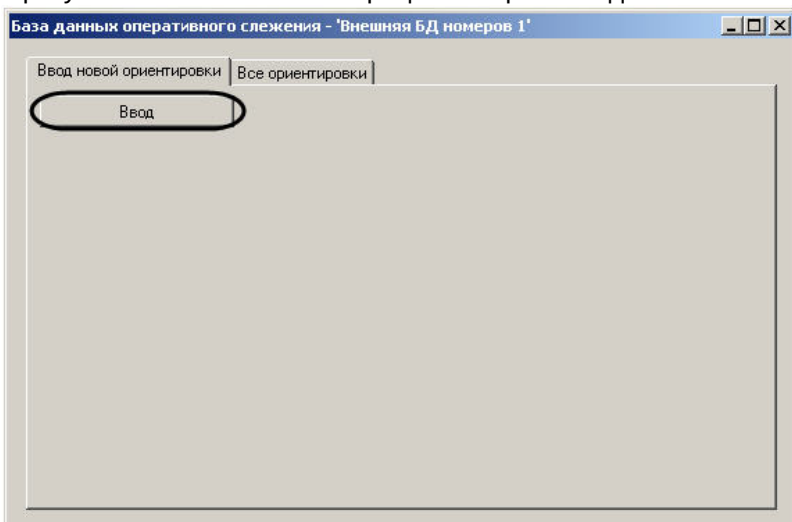 База данных оперативного слежения - 'Внешняя БД номеров 1'
Ввод новой ориентировки Все ориентировки
Ввод